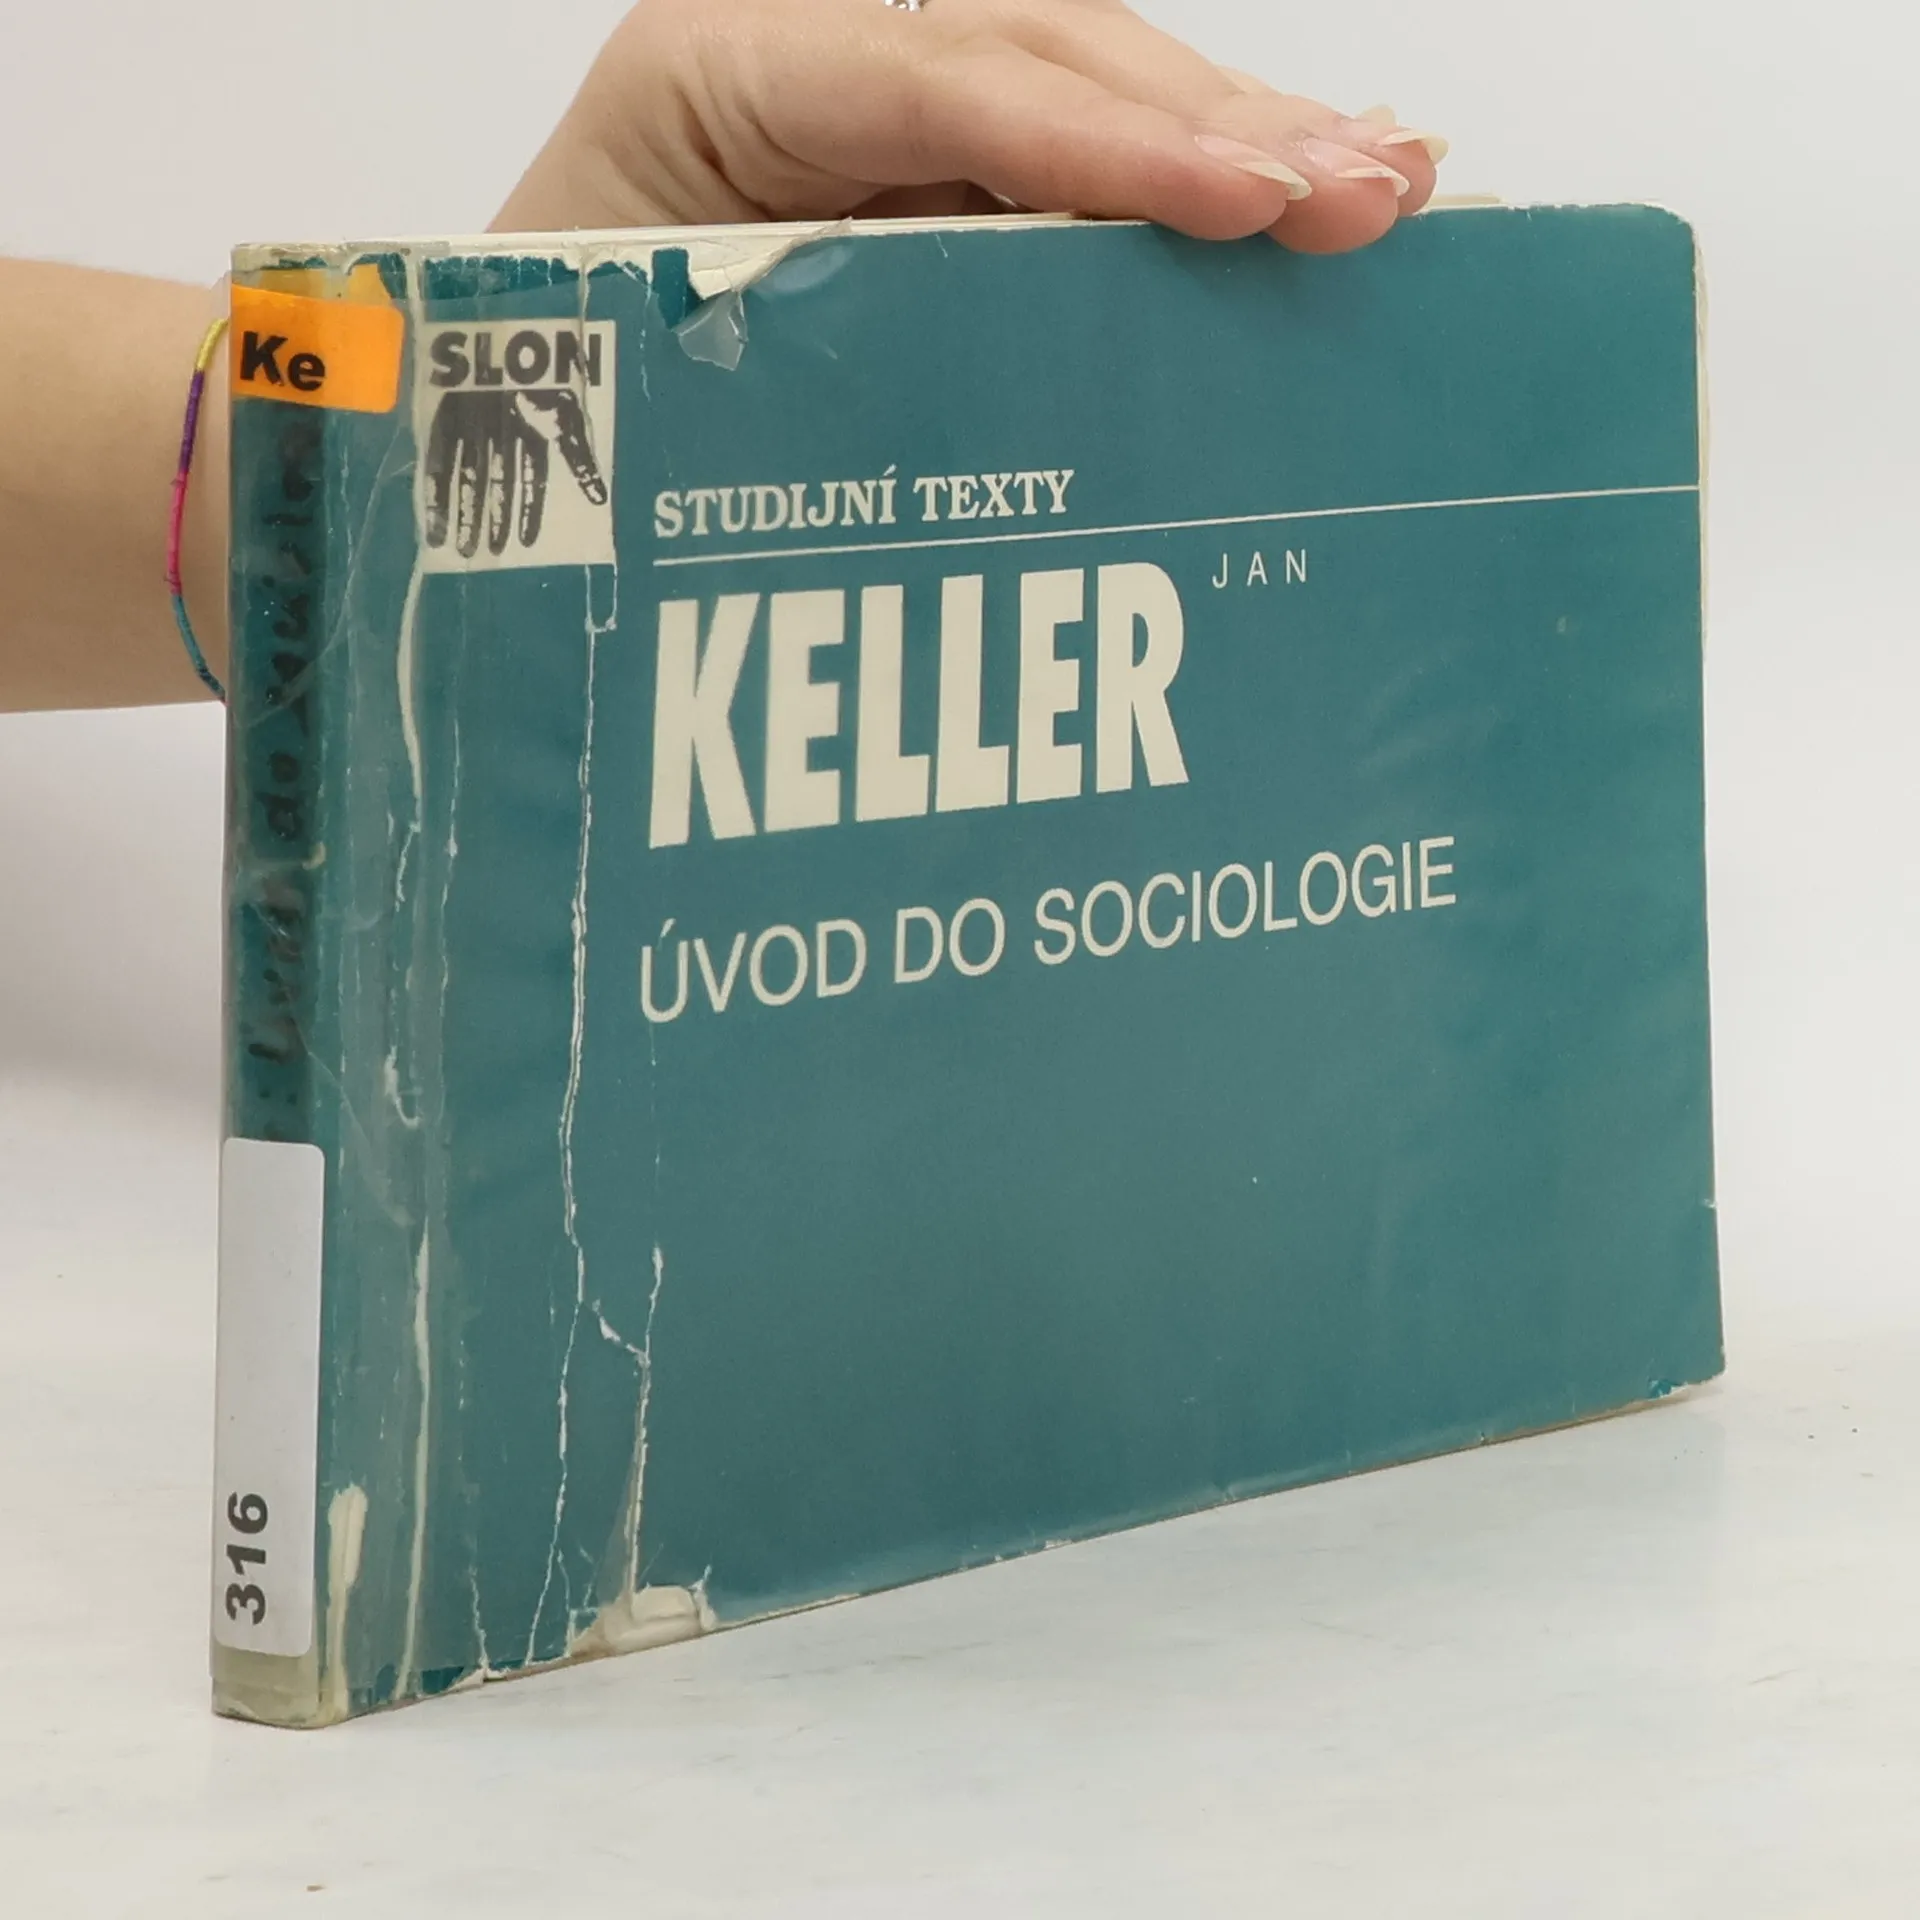 Ke
SLON
STUDIJNÍ TEXTY
KELLER JAN
ÚVOD DO SOCIOLOGIE
316